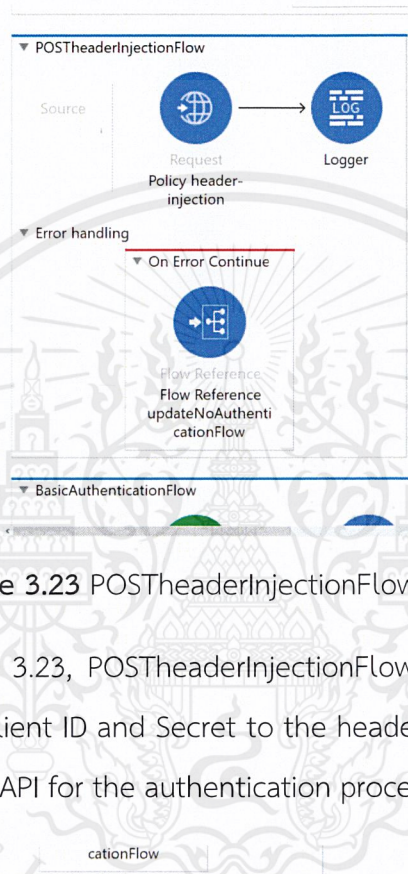 POSTheaderInjectionFlow
Source
LOG
Request
Logger
Policy header-
injection
Error handling
On Error Continue
Flow Reference
Flow Reference
updateNoAuthenti
cationFlow
BasicAuthenticationFlow
3.23 POSTheaderInjectionFlow
3.23, POSTheaderInjectionFlow
ID and Secret to the heade
API for the authentication proce
cationFlow